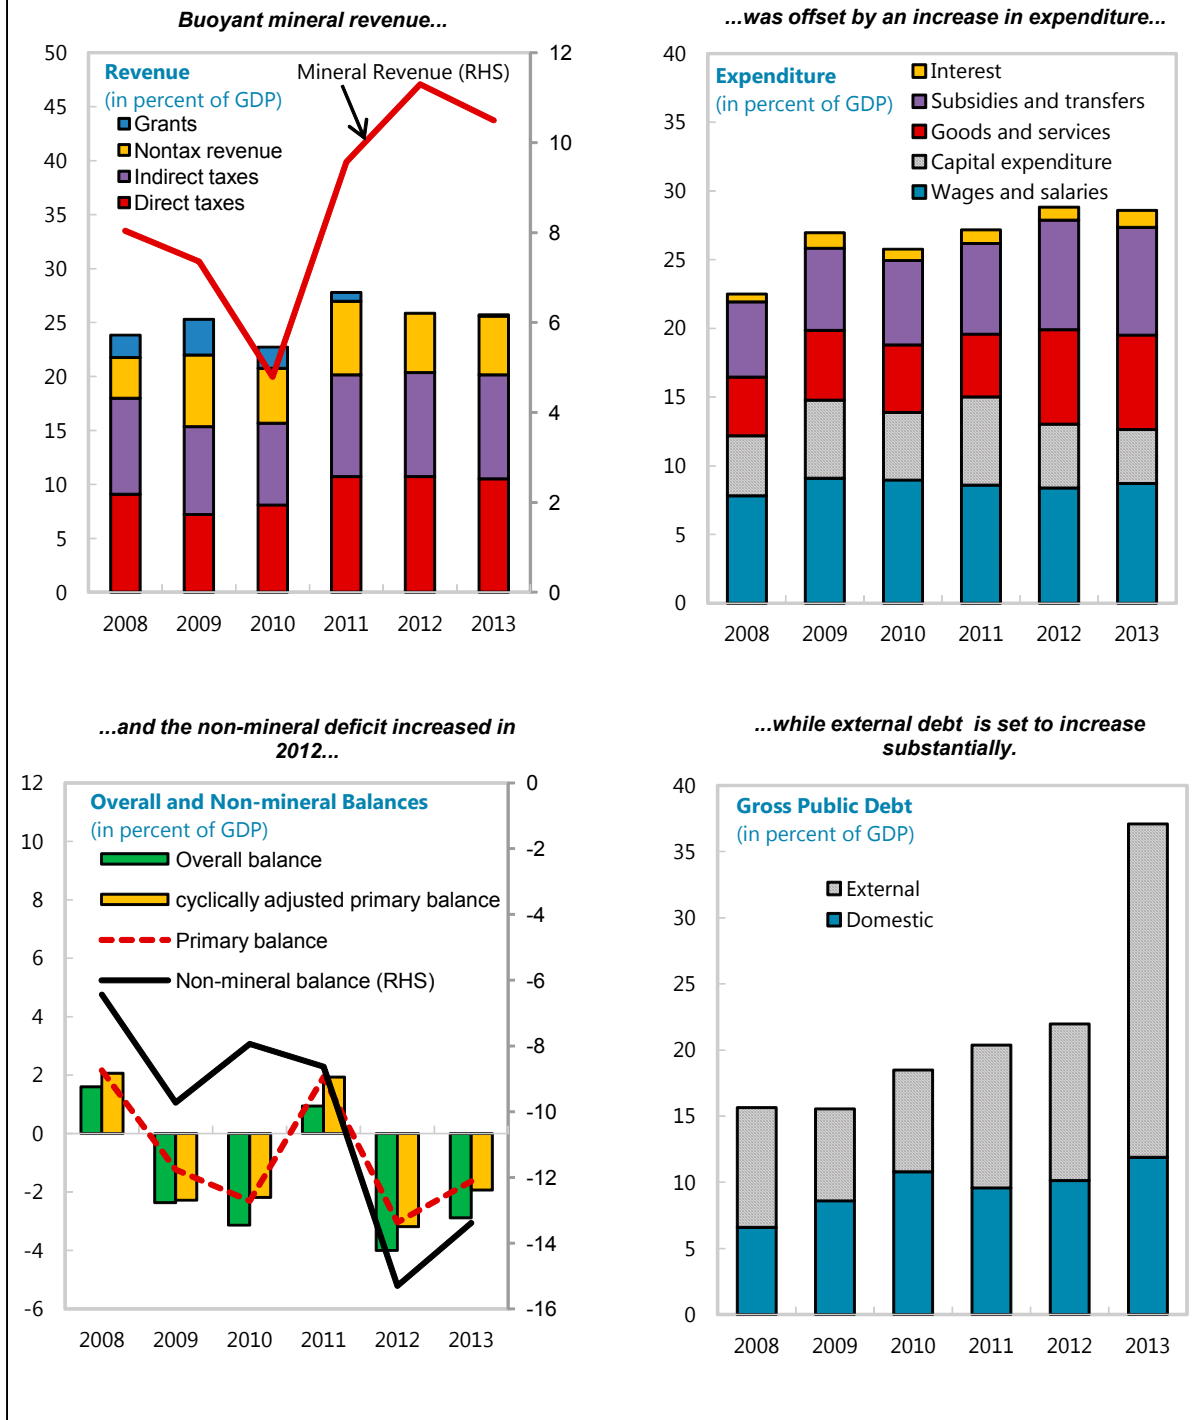 Buoyant mineral revenue...
50
45
40
35
30
25
20
15
10
5
0
12
10
8
6
4
2
0
Revenue
(in percent of GDP)
Grants
Nontax revenue
Indirect taxes
Direct taxes
Mineral Revenue (RHS)
2008 2009 2010 2011 2012 2013
...was offset by an increase in expenditure...
40
35
30
25
20
15
10
5
0
Expenditure
(in percent of GDP)
Interest
Subsidies and transfers
Goods and services
Capital expenditure
Wages and salaries
2008 2009 2010 2011 2012 2013
...and the non-mineral deficit increased in
2012...
12
10
8
6
4
2
0
-2
-4
-6
0
-2
-4
-6
-8
-10
-12
-14
-16
Overall and Non-mineral Balances
(in percent of GDP)
Overall balance
cyclically adjusted primary balance
Primary balance
Non-mineral balance (RHS)
2008 2009 2010 2011 2012 2013
...while external debt is set to increase
substantially.
40
35
30
25
20
15
10
5
0
Gross Public Debt
(in percent of GDP)
External
Domestic
2008 2009 2010 2011 2012 2013